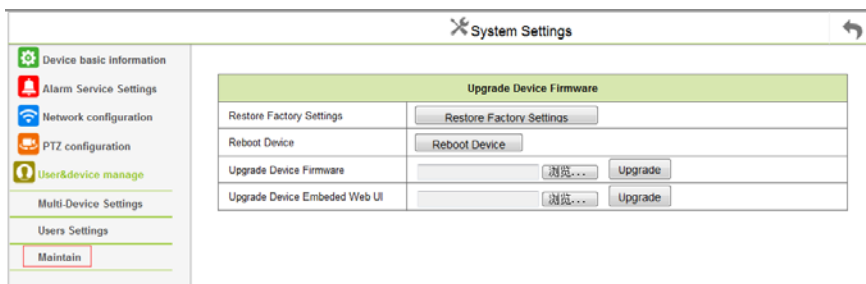 System Settings
Device basic information
Alarm Service Settings
Network configuration
PTZ configuration
User&device manage
Multi-Device Settings
Users Settings
Maintain
Upgrade Device Firmware
Restore Factory Settings Restore Factory Settings
Reboot Device Reboot Device
Upgrade Device Firmware 浏览... Upgrade
Upgrade Device Embeded Web UI 浏览... Upgrade